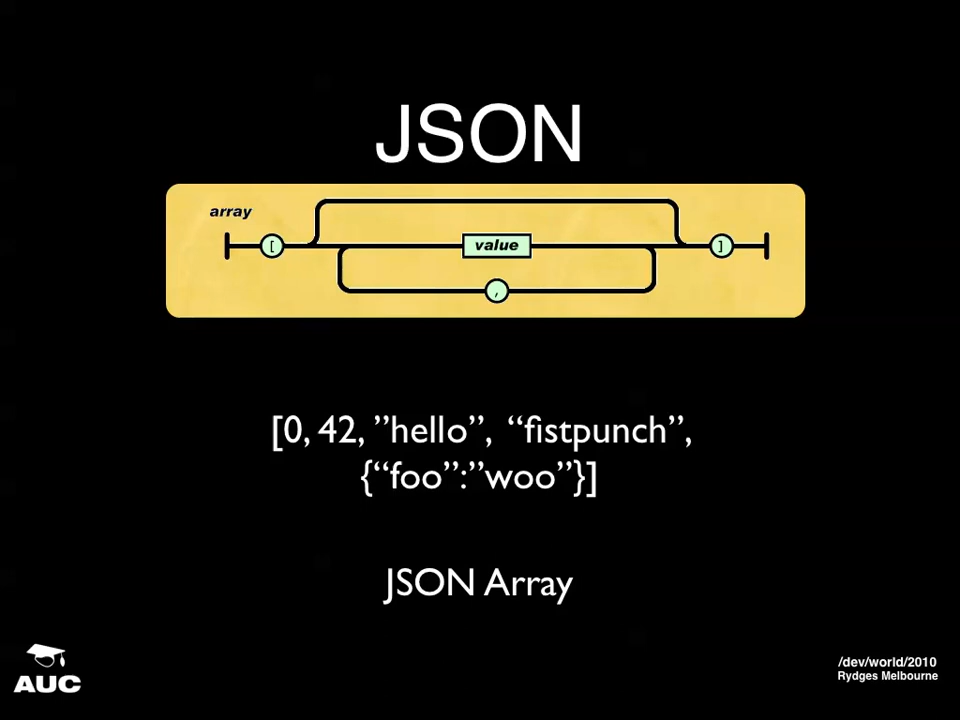 JSON
array
[ value ]
,
[0, 42, ”hello”, “fistpunch”,
{“foo”:”woo”}]
JSON Array
AUC
/dev/world/2010
Rydges Melbourne